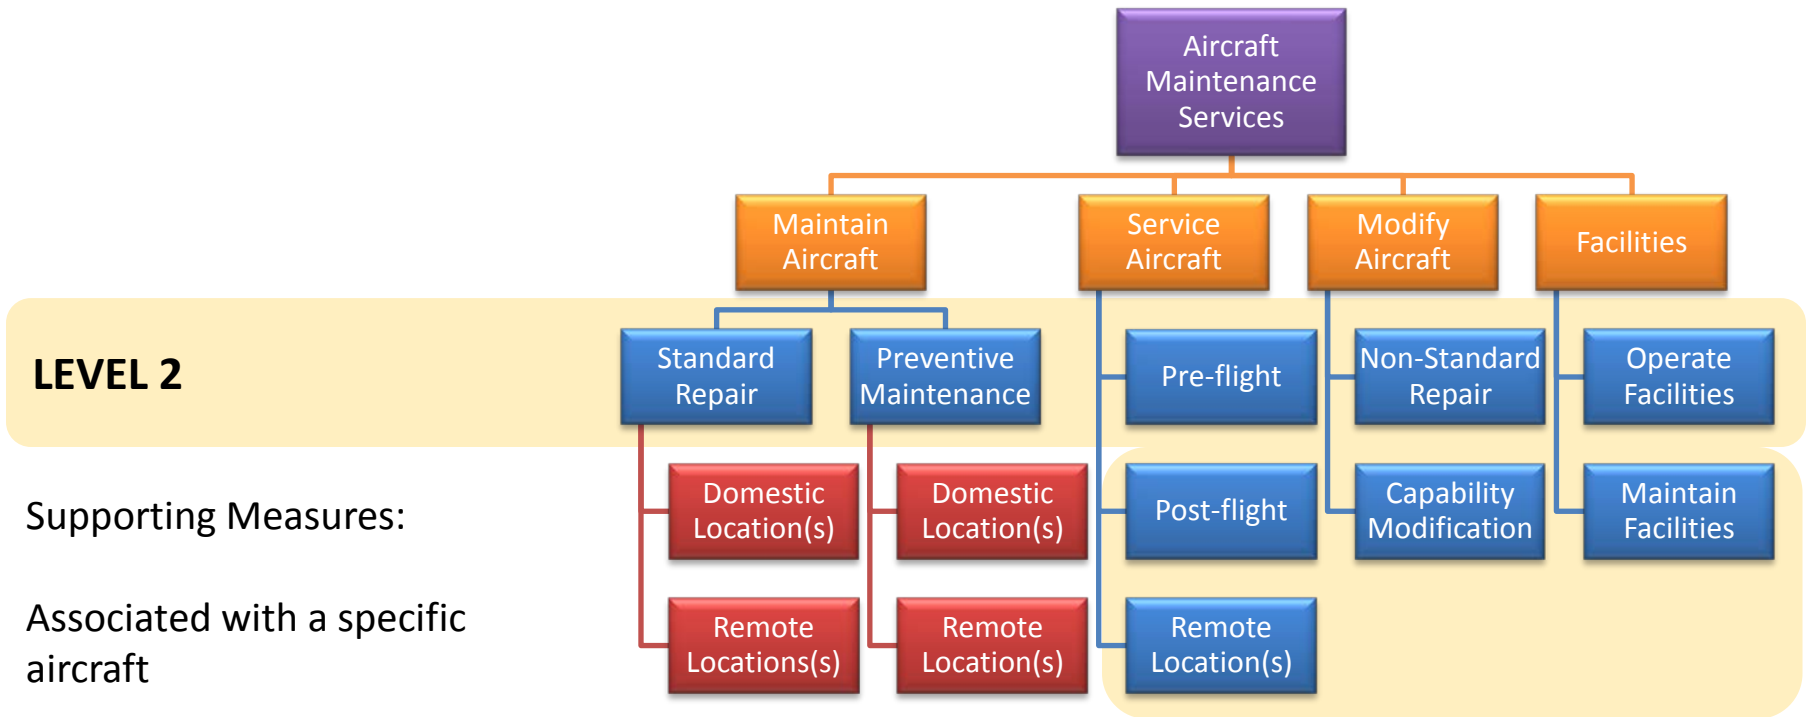 Aircraft
Maintenance
Services
Maintain
Aircraft
Service
Aircraft
Modify
Aircraft
Facilities
LEVEL 2
Standard
Repair
Preventive
Maintenance
Pre-flight
Non-Standard
Repair
Operate
Facilities
Supporting Measures:
Domestic
Location(s)
Domestic
Location(s)
Post-flight
Capability
Modification
Maintain
Facilities
Associated with a specific
aircraft
Remote
Locations(s)
Remote
Location(s)
Remote
Location(s)